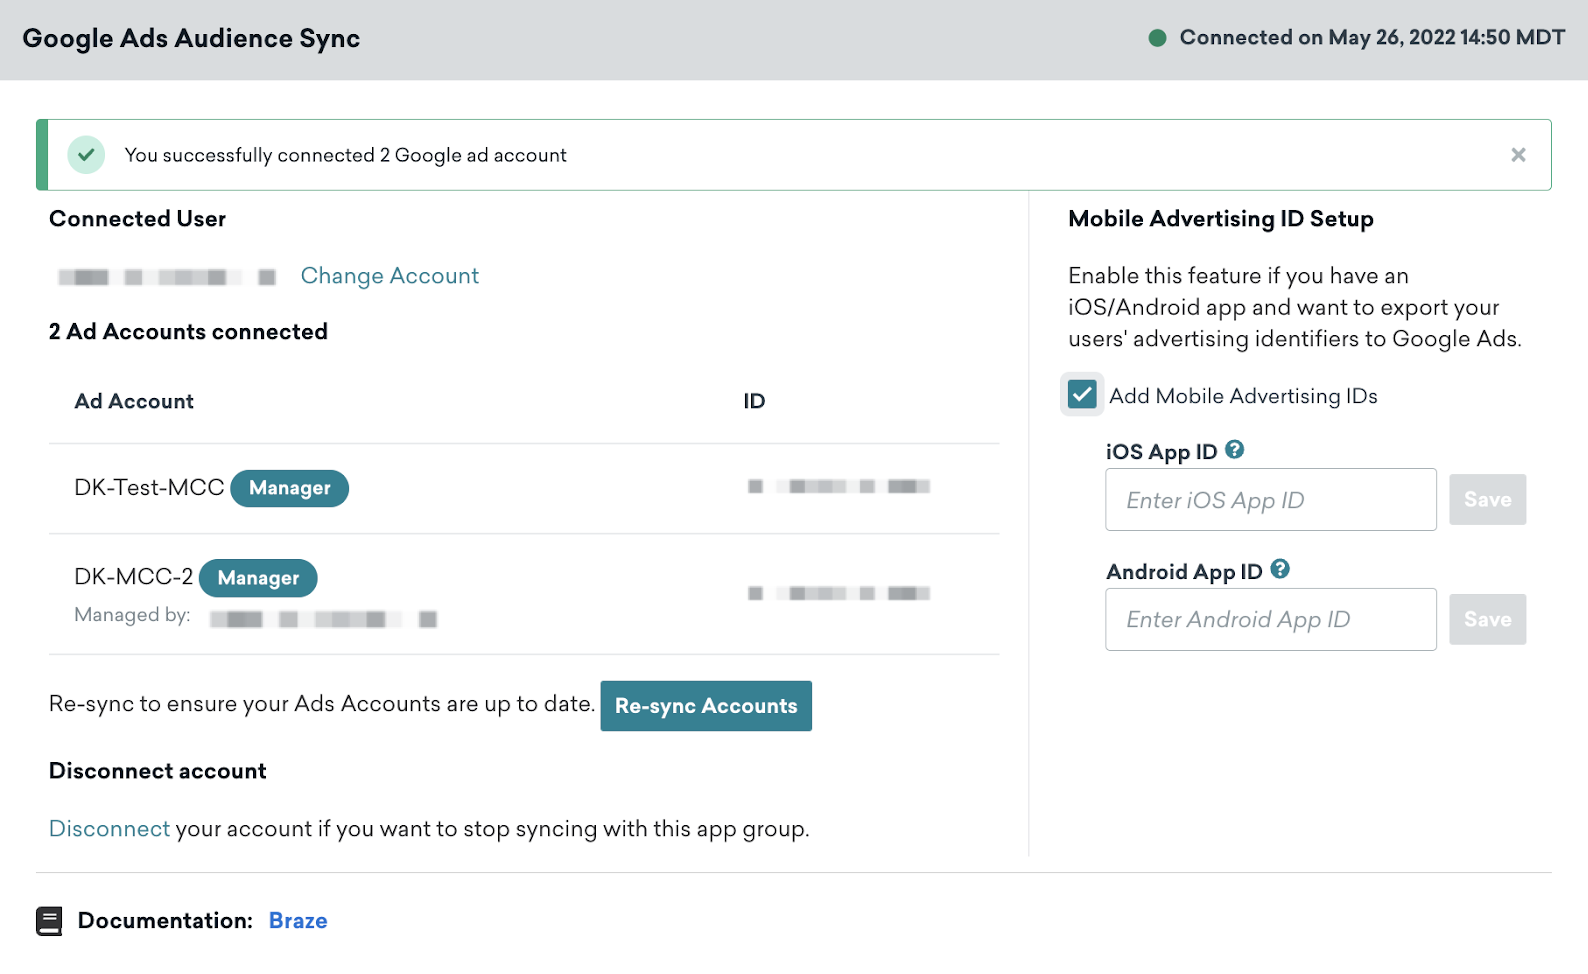 Google Ads Audience Sync
Connected on May 26, 2022 14:50 MDT
You successfully connected 2 Google ad account
Connected User
Change Account
2 Ad Accounts connected
Ad Account ID
DK-Test-MCC Manager
DK-MCC-2 Manager
Managed by:
Re-sync to ensure your Ads Accounts are up to date. Re-sync Accounts
Disconnect account
Disconnect your account if you want to stop syncing with this app group.
Mobile Advertising ID Setup
Enable this feature if you have an
iOS/Android app and want to export your
users' advertising identifiers to Google Ads.
Add Mobile Advertising IDs
iOS App ID ?
Enter iOS App ID Save
Android App ID ?
Enter Android App ID Save
Documentation: Braze